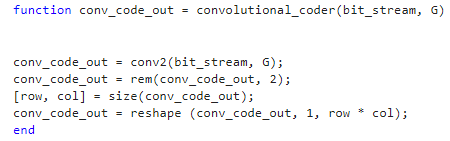 function conv_code_out = convolutional_coder(bit_stream, G)
conv_code_out = conv2(bit_stream, G);
conv_code_out = rem(conv_code_out, 2);
[row, col] = size(conv_code_out);
conv_code_out = reshape (conv_code_out, 1, row * col);
end